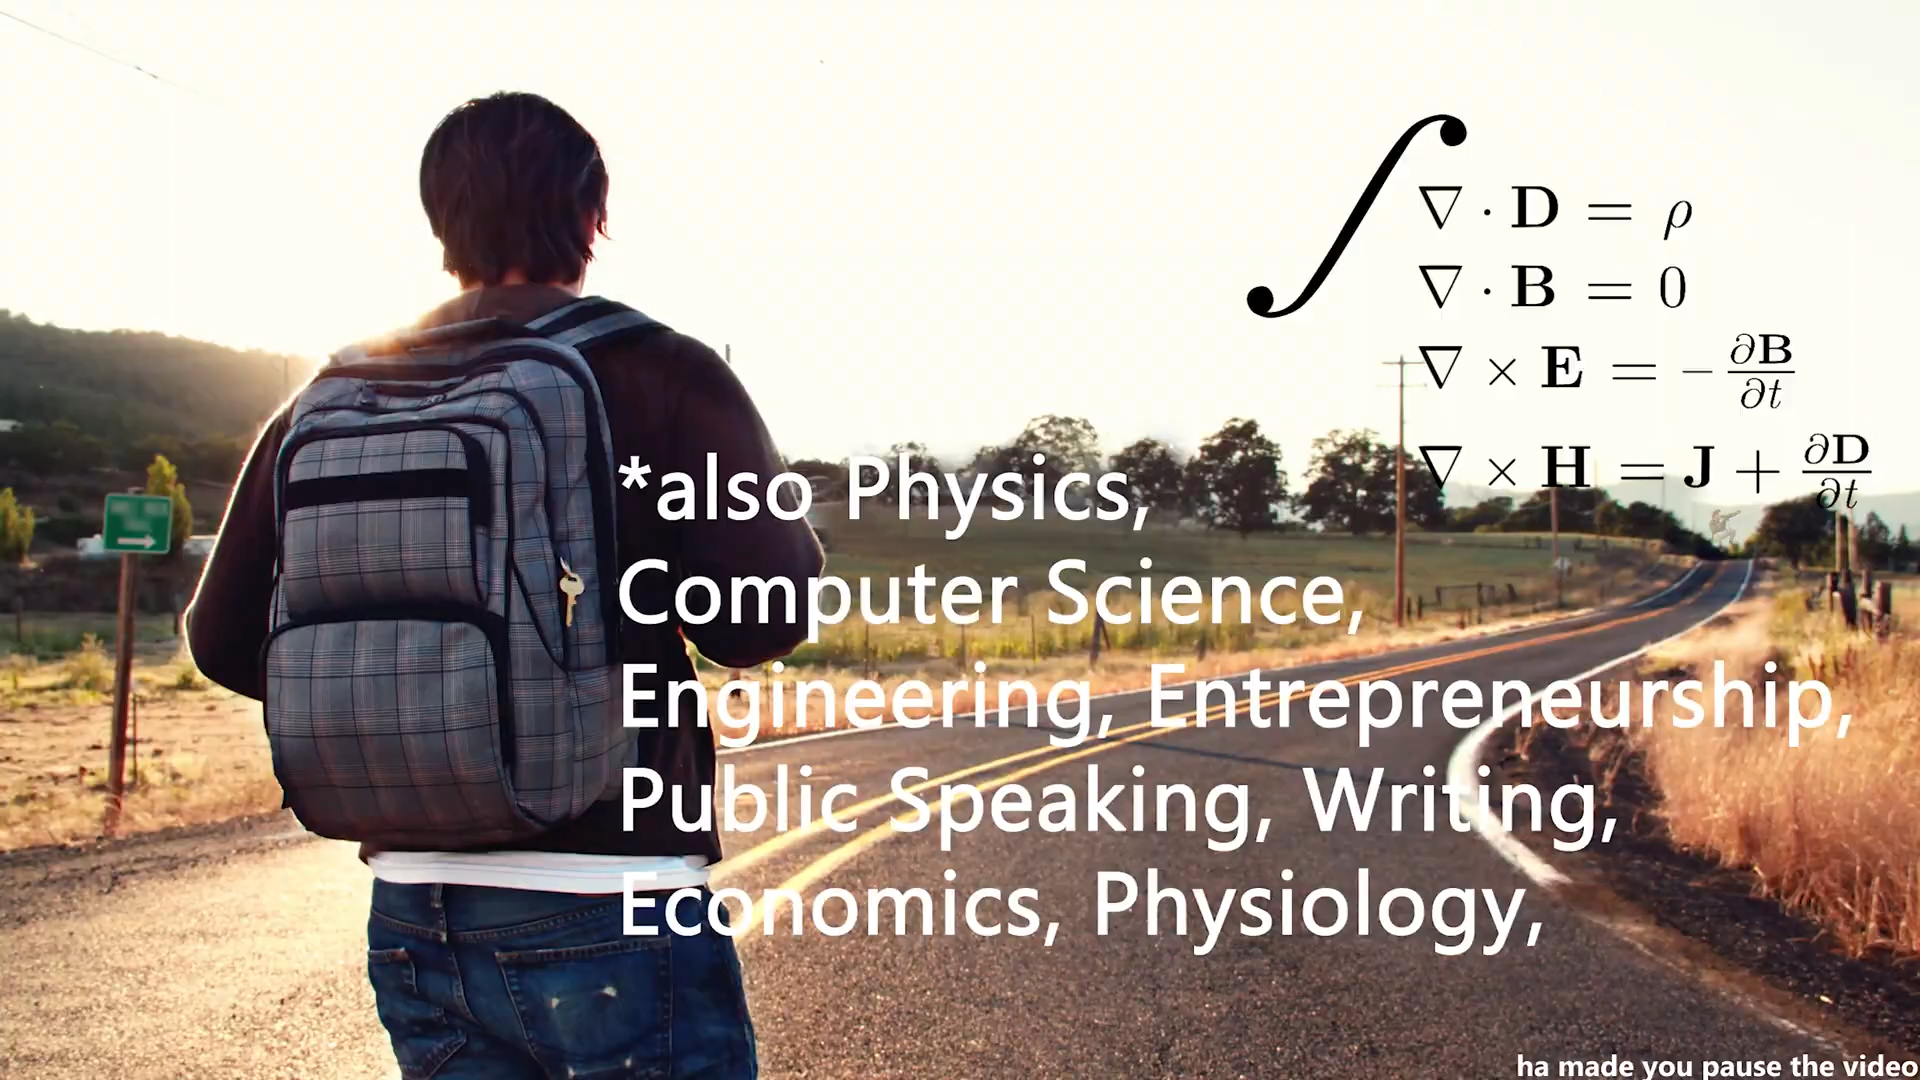 ∫
∇ · D = ρ
∇ · B = 0
∇ × E = − ∂B/∂t
∇ × H = J + ∂D/∂t
*also Physics,
Computer Science,
Engineering, Entrepreneurship,
Public Speaking, Writing,
Economics, Physiology,
ha made you pause the video